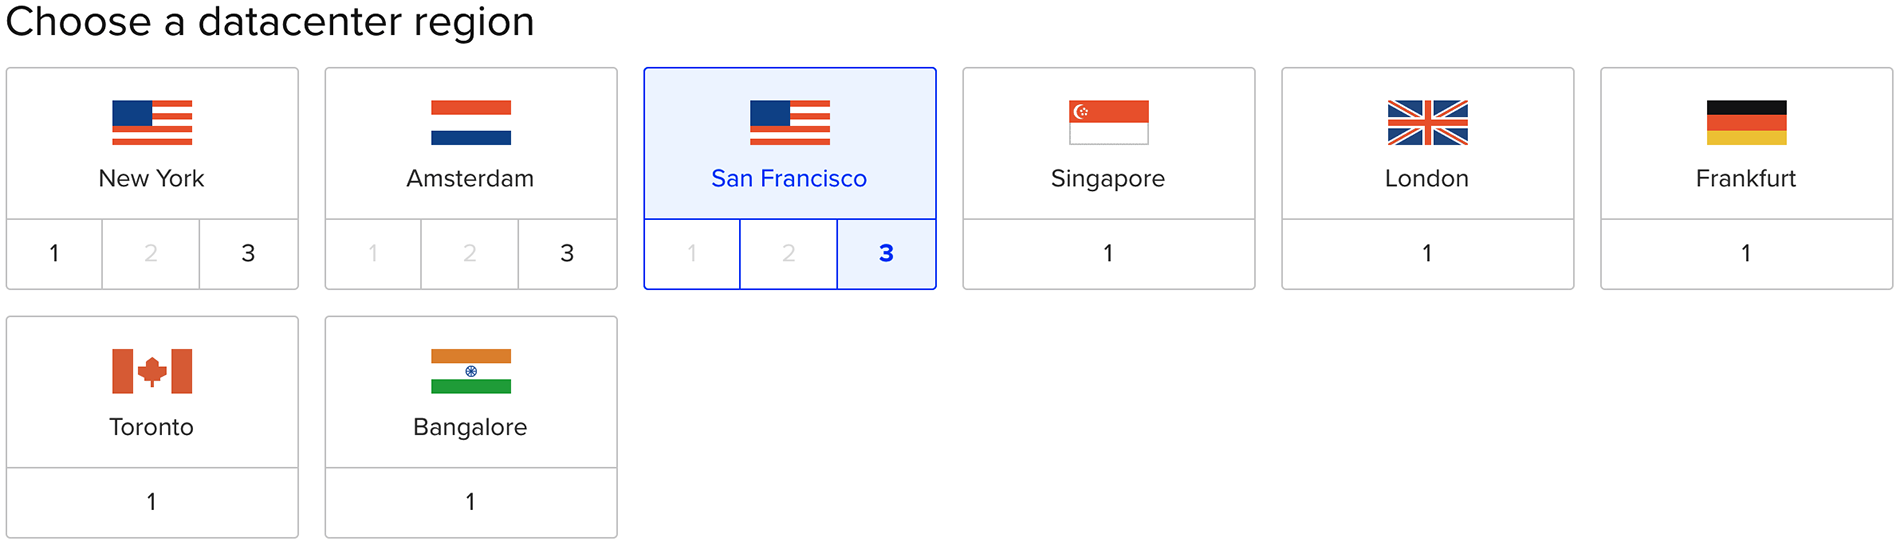 Choose a datacenter region
New York Amsterdam San Francisco Singapore London Frankfurt
1 2 3 1 2 3 1 2 3 1 1 1
Toronto Bangalore
1 1